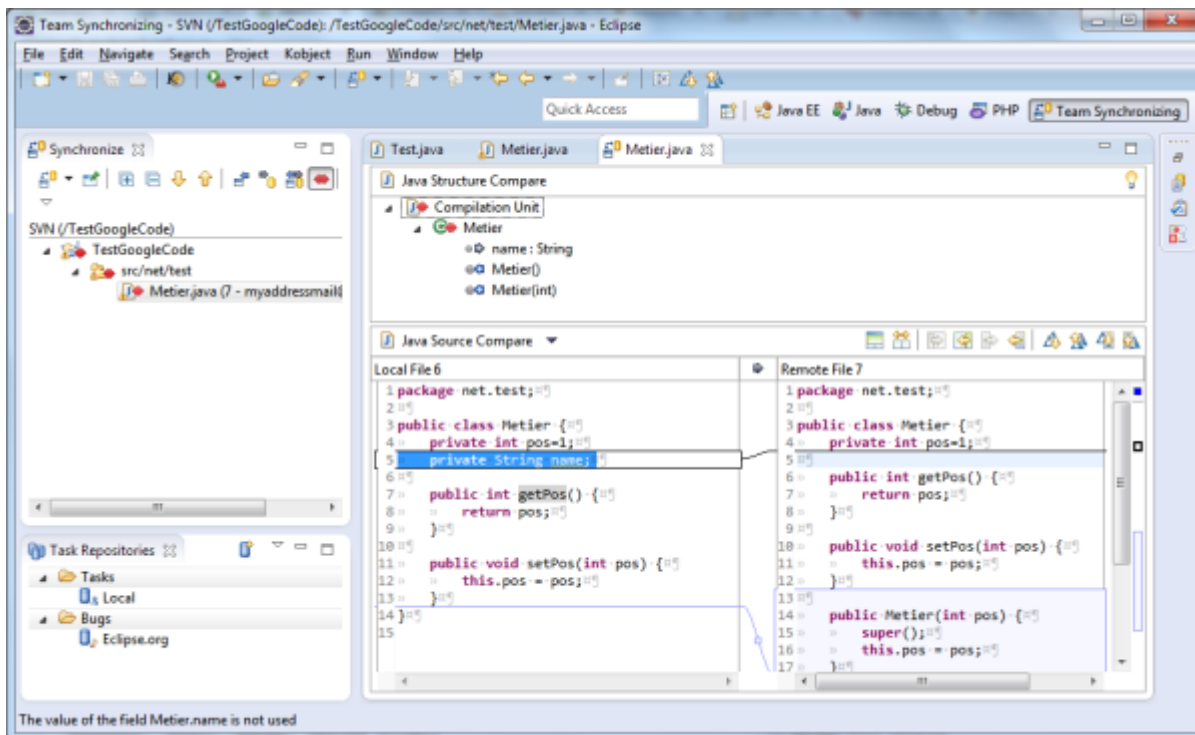 Team Synchronizing - SVN (/TestGoogleCode): /TestGoogleCode/src/net/test/Metier.java - Eclipse
File Edit Navigate Search Project Kobject Run Window Help
Quick Access Java EE Java Debug PHP Team Synchronizing
Synchronize
SVN (/TestGoogleCode)
TestGoogleCode
src/net/test
Metier.java (7 - myaddressmail
Task Repositories
Tasks
Local
Bugs
Eclipse.org
Test.java Metier.java Metier.java
Java Structure Compare
Compilation Unit
Metier
name : String
Metier()
Metier(int)
Java Source Compare
Local File 6
1 package net.test;
2
3 public class Metier {
4 private int pos=1;
5 private String name;
6
7 public int getPos() {
8 return pos;
9 }
10
11 public void setPos(int pos) {
12 this.pos = pos;
13 }
14 }
15
Remote File 7
1 package net.test;
2
3 public class Metier {
4 private int pos=1;
5
6 public int getPos() {
7 return pos;
8 }
9
10 public void setPos(int pos) {
11 this.pos = pos;
12 }
13
14 public Metier(int pos) {
15 super();
16 this.pos = pos;
17 }
The value of the field Metier.name is not used